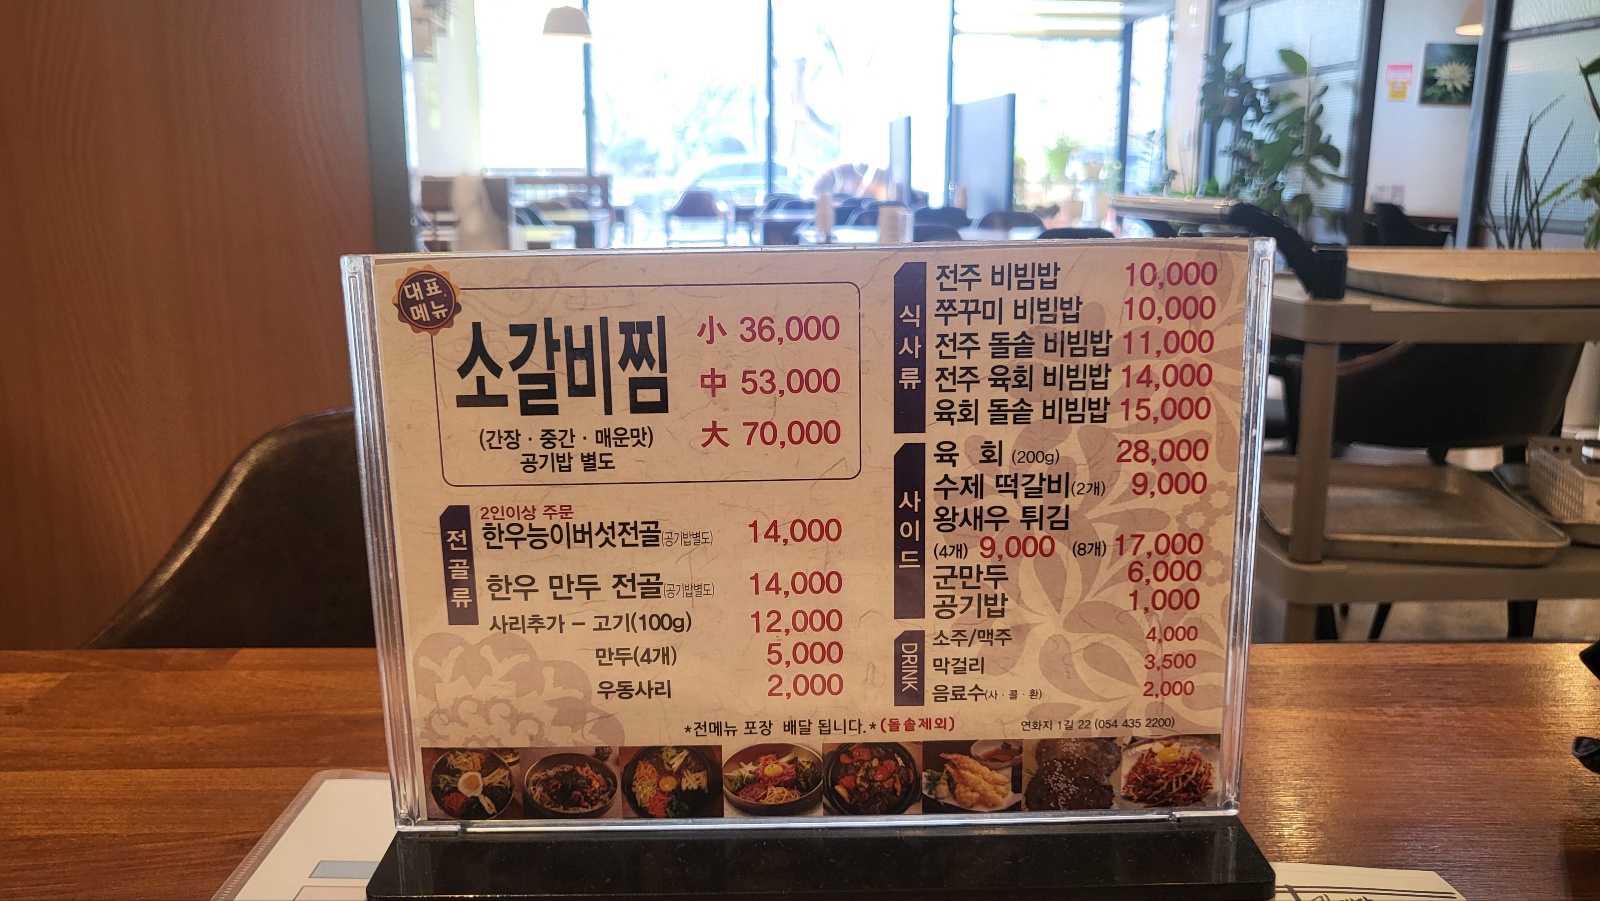 대표
메뉴
소갈비찜
小 36,000
中 53,000
大 70,000
(간장 · 중간 · 매운맛)
공기밥 별도
전골류
2인이상 주문
한우능이버섯전골(공기밥별도) 14,000
한우 만두 전골(공기밥별도) 14,000
사리추가 - 고기(100g) 12,000
만두(4개) 5,000
우동사리 2,000
식사류
전주 비빔밥 10,000
쭈꾸미 비빔밥 10,000
전주 돌솥 비빔밥 11,000
전주 육회 비빔밥 14,000
육회 돌솥 비빔밥 15,000
사이드
육 회 (200g) 28,000
수제 떡갈비(2개) 9,000
왕새우 튀김
(4개) 9,000 (8개) 17,000
군만두 6,000
공기밥 1,000
DRINK
소주/맥주 4,000
막걸리 3,500
음료수(사 · 콜 · 환) 2,000
*전메뉴 포장 배달 됩니다.*(돌솥제외)
연화지 1길 22 (054 435 2200)